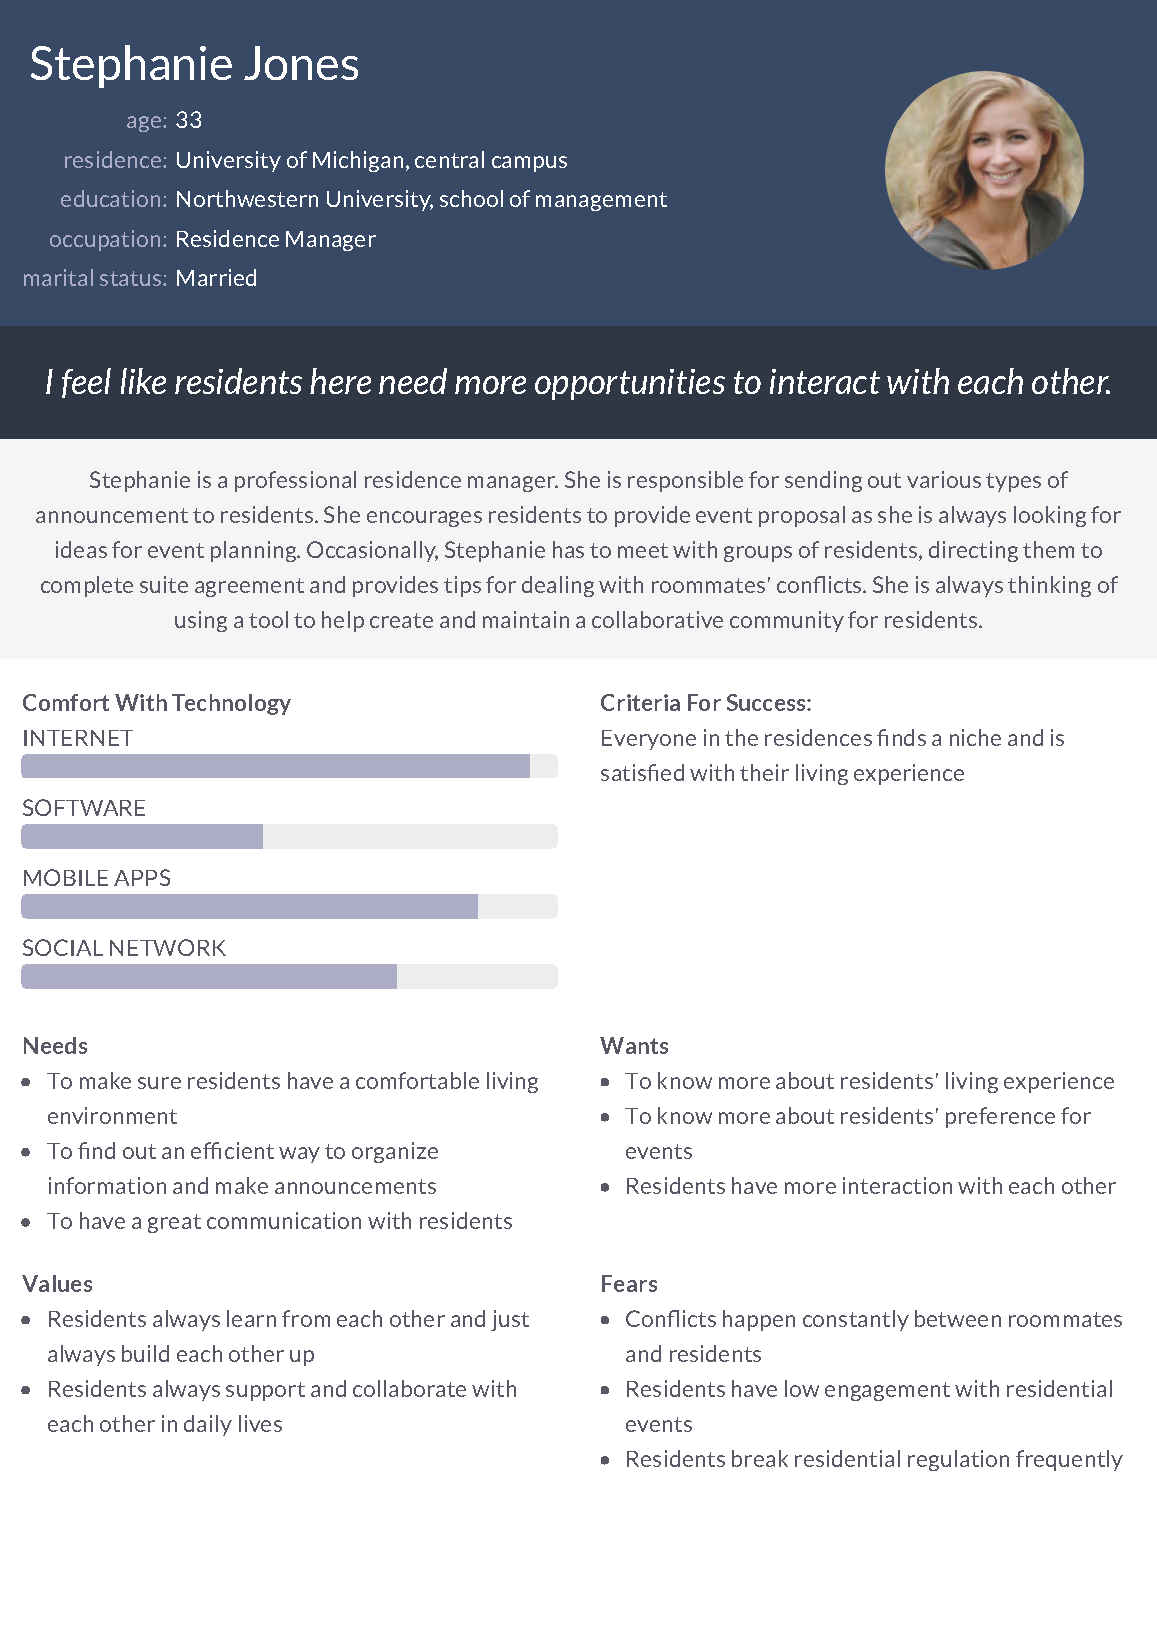 Stephanie Jones
age: 33
residence: University of Michigan, central campus
education: Northwestern University, school of management
occupation: Residence Manager
marital status: Married
I feel like residents here need more opportunities to interact with each other.
Stephanie is a professional residence manager. She is responsible for sending out various types of
announcement to residents. She encourages residents to provide event proposal as she is always looking for
ideas for event planning. Occasionally, Stephanie has to meet with groups of residents, directing them to
complete suite agreement and provides tips for dealing with roommates' conflicts. She is always thinking of
using a tool to help create and maintain a collaborative community for residents.
Comfort With Technology
INTERNET
SOFTWARE
MOBILE APPS
SOCIAL NETWORK
Criteria For Success:
Everyone in the residences finds a niche and is
satisfied with their living experience
Needs
• To make sure residents have a comfortable living
environment
• To find out an efficient way to organize
information and make announcements
• To have a great communication with residents
Wants
• To know more about residents' living experience
• To know more about residents' preference for
events
• Residents have more interaction with each other
Values
• Residents always learn from each other and just
always build each other up
• Residents always support and collaborate with
each other in daily lives
Fears
• Conflicts happen constantly between roommates
and residents
• Residents have low engagement with residential
events
• Residents break residential regulation frequently